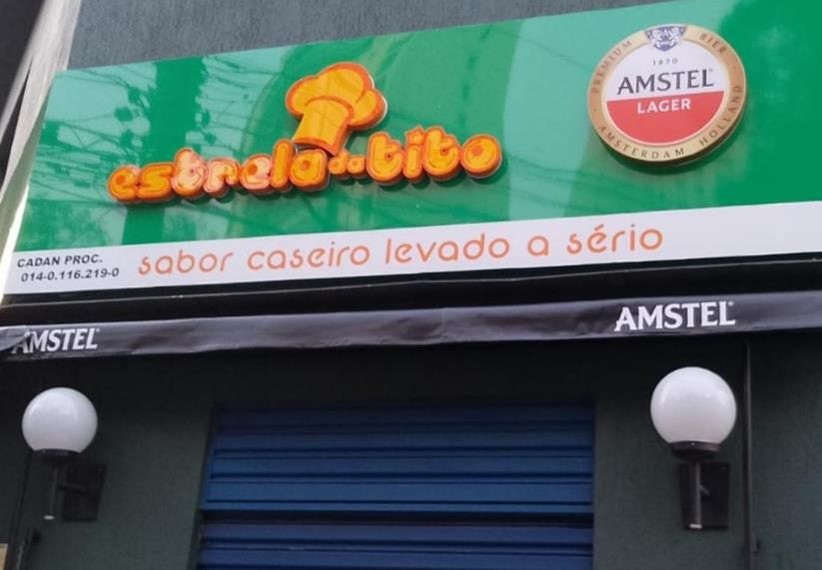 estrela do tito
PREMIUM BIER
1870
AMSTEL
LAGER
AMSTERDAM HOLLAND
CADAN PROC.
014-0.116.219-0
sabor caseiro levado a sério
AMSTEL
AMSTEL